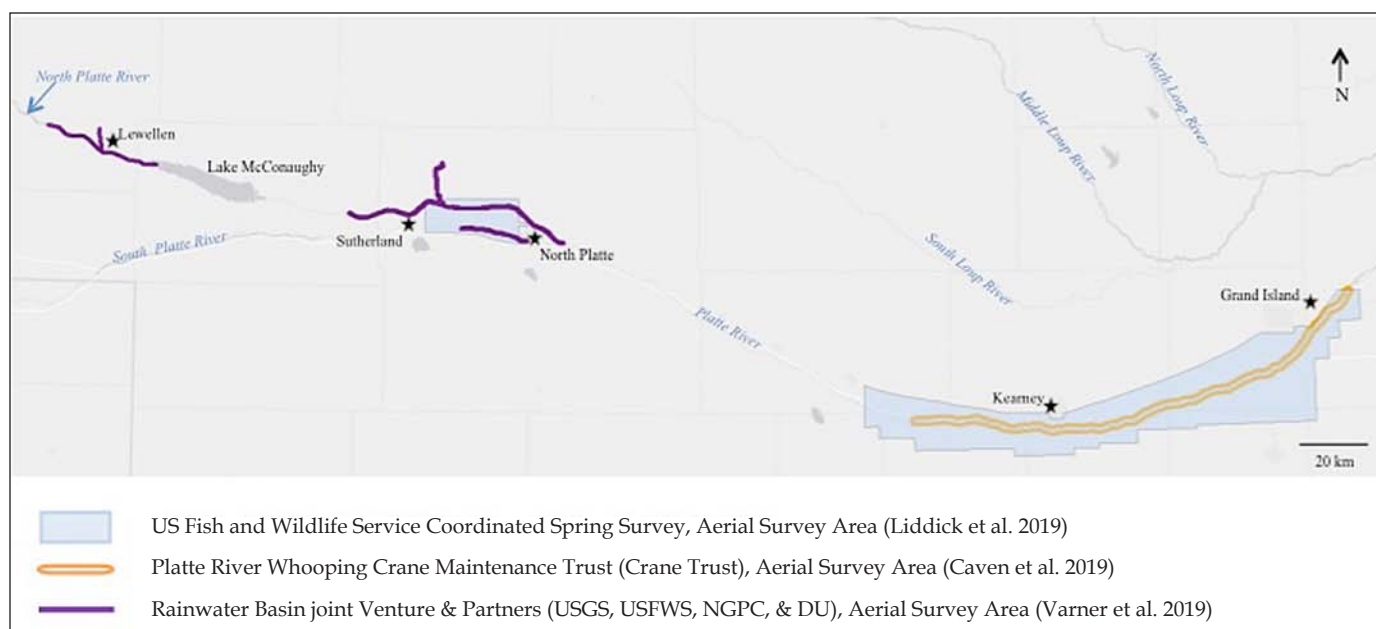 North Platte River
Lewellen
Lake McConaughy
Sutherland
South Platte River
North Platte
Platte River
Middle Loup River
North Loup River
N
South Loup River
Grand Island
Kearney
20 km
US Fish and Wildlife Service Coordinated Spring Survey, Aerial Survey Area (Liddick et al. 2019)
Platte River Whooping Crane Maintenance Trust (Crane Trust), Aerial Survey Area (Caven et al. 2019)
Rainwater Basin joint Venture & Partners (USGS, USFWS, NGPC, & DU), Aerial Survey Area (Varner et al. 2019)